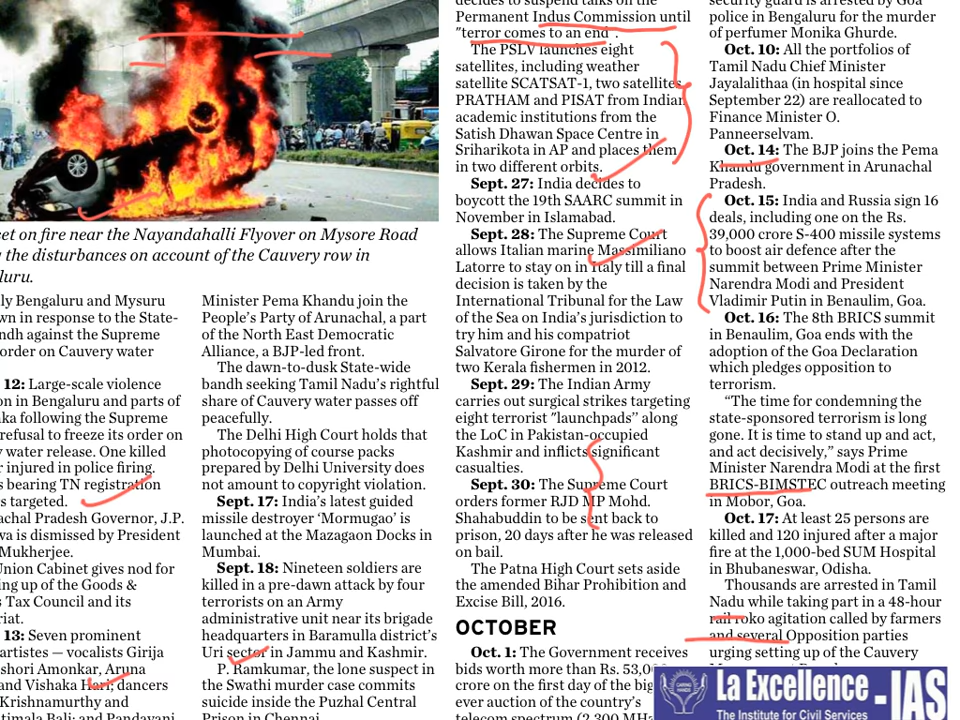 set on fire near the Nayandahalli Flyover on Mysore Road
the disturbances on account of the Cauvery row in
ly Bengaluru and Mysuru
wn in response to the State-
ndh against the Supreme
order on Cauvery water
12: Large-scale violence
on in Bengaluru and parts of
ka following the Supreme
refusal to freeze its order on
water release. One killed
injured in police firing.
s bearing TN registration
s targeted.
achal Pradesh Governor, J.P.
wa is dismissed by President
Mukherjee.
Union Cabinet gives nod for
ing up of the Goods &
s Tax Council and its
riat.
13: Seven prominent
artistes – vocalists Girija
shori Amonkar, Aruna
and Vishaka Hari; dancers
Krishnamurthy and
timala Bali; and Pandavani
Minister Pema Khandu join the
People's Party of Arunachal, a part
of the North East Democratic
Alliance, a BJP-led front.
The dawn-to-dusk State-wide
bandh seeking Tamil Nadu's rightful
share of Cauvery water passes off
peacefully.
The Delhi High Court holds that
photocopying of course packs
prepared by Delhi University does
not amount to copyright violation.
Sept. 17: India's latest guided
missile destroyer ‘Mormugao’ is
launched at the Mazagaon Docks in
Mumbai.
Sept. 18: Nineteen soldiers are
killed in a pre-dawn attack by four
terrorists on an Army
administrative unit near its brigade
headquarters in Baramulla district's
Uri sector in Jammu and Kashmir.
P. Ramkumar, the lone suspect in
the Swathi murder case commits
suicide inside the Puzhal Central
Prison in Chennai.
decides to suspend talks on the
Permanent Indus Commission until
"terror comes to an end".
The PSLV launches eight
satellites, including weather
satellite SCATSAT-1, two satellites
PRATHAM and PISAT from Indian
academic institutions from the
Satish Dhawan Space Centre in
Sriharikota in AP and places them
in two different orbits.
Sept. 27: India decides to
boycott the 19th SAARC summit in
November in Islamabad.
Sept. 28: The Supreme Court
allows Italian marine Massimiliano
Latorre to stay on in Italy till a final
decision is taken by the
International Tribunal for the Law
of the Sea on India's jurisdiction to
try him and his compatriot
Salvatore Girone for the murder of
two Kerala fishermen in 2012.
Sept. 29: The Indian Army
carries out surgical strikes targeting
eight terrorist "launchpads" along
the LoC in Pakistan-occupied
Kashmir and inflicts significant
casualties.
Sept. 30: The Supreme Court
orders former RJD MP Mohd.
Shahabuddin to be sent back to
prison, 20 days after he was released
on bail.
The Patna High Court sets aside
the amended Bihar Prohibition and
Excise Bill, 2016.
OCTOBER
Oct. 1: The Government receives
bids worth more than Rs. 53,0
crore on the first day of the big
ever auction of the country's
telecom spectrum (2,300 MHz
security guard is arrested by Goa
police in Bengaluru for the murder
of perfumer Monika Ghurde.
Oct. 10: All the portfolios of
Tamil Nadu Chief Minister
Jayalalithaa (in hospital since
September 22) are reallocated to
Finance Minister O.
Panneerselvam.
Oct. 14: The BJP joins the Pema
Khandu government in Arunachal
Pradesh.
Oct. 15: India and Russia sign 16
deals, including one on the Rs.
39,000 crore S-400 missile systems
to boost air defence after the
summit between Prime Minister
Narendra Modi and President
Vladimir Putin in Benaulim, Goa.
Oct. 16: The 8th BRICS summit
in Benaulim, Goa ends with the
adoption of the Goa Declaration
which pledges opposition to
terrorism.
“The time for condemning the
state-sponsored terrorism is long
gone. It is time to stand up and act,
and act decisively,” says Prime
Minister Narendra Modi at the first
BRICS-BIMSTEC outreach meeting
in Mobor, Goa.
Oct. 17: At least 25 persons are
killed and 120 injured after a major
fire at the 1,000-bed SUM Hospital
in Bhubaneswar, Odisha.
Thousands are arrested in Tamil
Nadu while taking part in a 48-hour
rail roko agitation called by farmers
and several Opposition parties
urging setting up of the Cauvery
La Excellence - IAS
The Institute for Civil Services